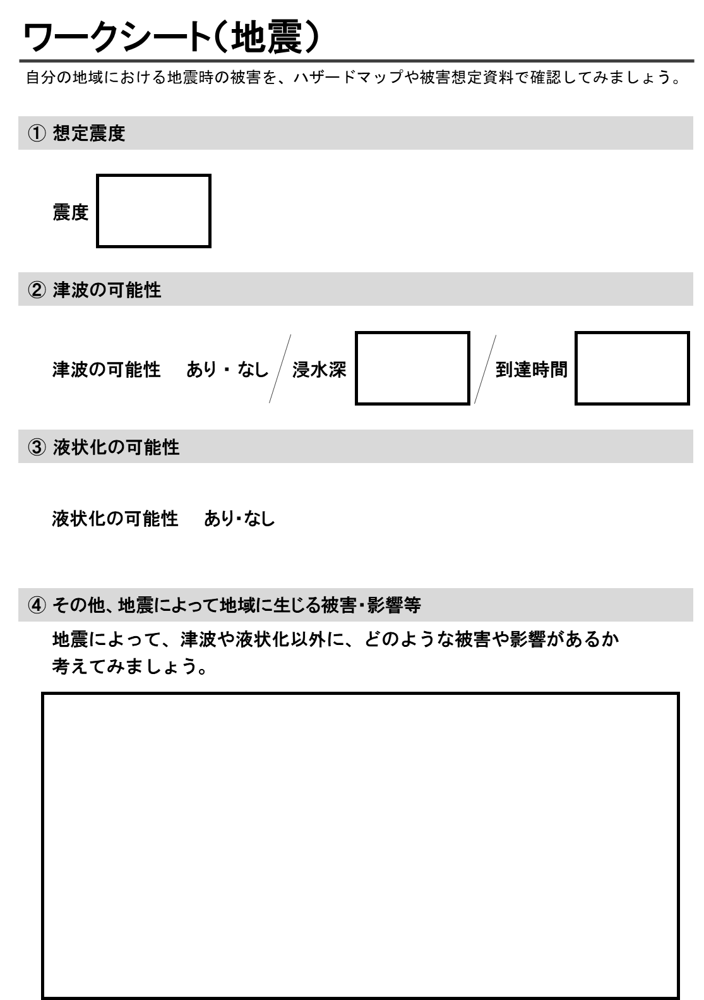 ワークシート（地震）
自分の地域における地震時の被害を、ハザードマップや被害想定資料で確認してみましょう。
① 想定震度
震度
② 津波の可能性
津波の可能性 あり・なし／浸水深 ／到達時間
③ 液状化の可能性
液状化の可能性 あり・なし
④ その他、地震によって地域に生じる被害・影響等
地震によって、津波や液状化以外に、どのような被害や影響があるか
考えてみましょう。